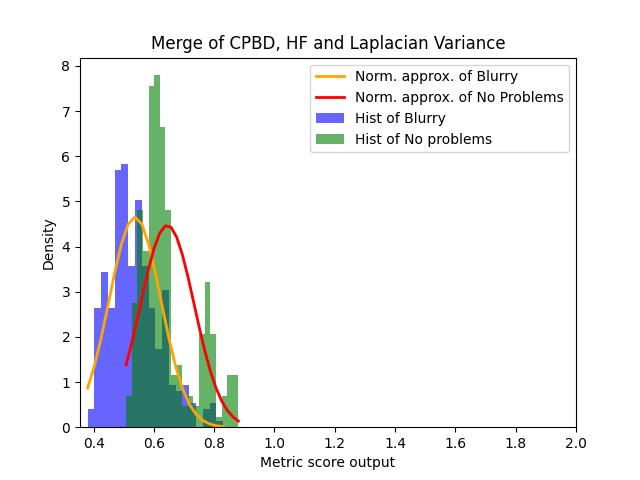 Merge of CPBD, HF and Laplacian Variance
Norm. approx. of Blurry
Norm. approx. of No Problems
Hist of Blurry
Hist of No problems
Density
8
7
6
5
4
3
2
1
0
0.4 0.6 0.8 1.0 1.2 1.4 1.6 1.8 2.0
Metric score output